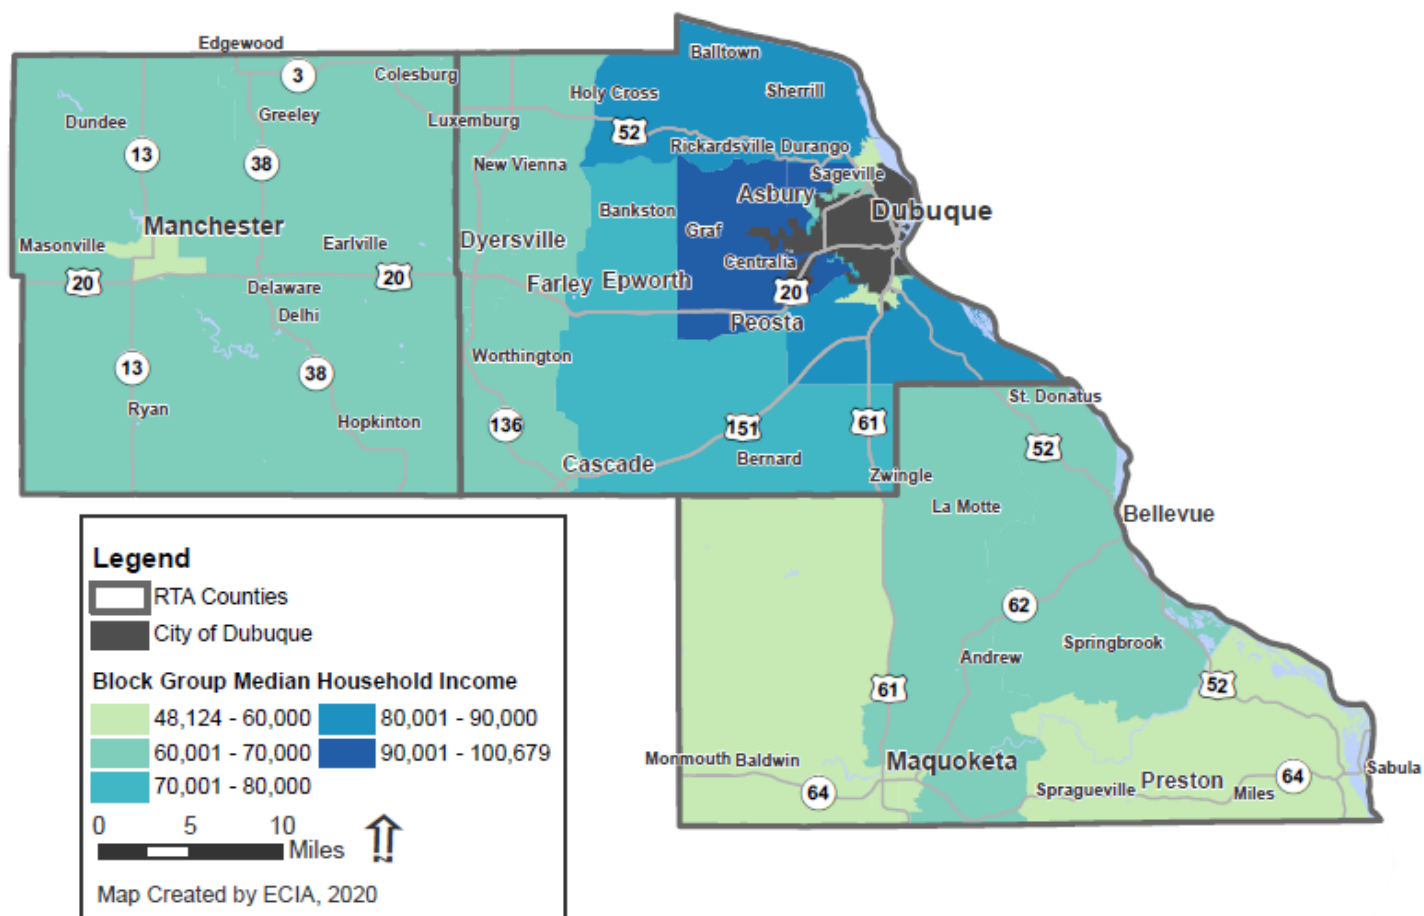 Edgewood
Balltown
3
Colesburg
Holy Cross
Sherrill
Dundee
Greeley
Luxemburg
52
13
38
New Vienna
Rickardsville
Durango
Sageville
Asbury
Bankston
Dubuque
Manchester
Graf
Masonville
Earlville
Dyersville
Centralia
20
20
Farley
Epworth
20
Delaware
Delhi
Peosta
Worthington
13
38
St. Donatus
Ryan
Hopkinton
136
151
61
52
Cascade
Bernard
Zwingle
La Motte
Bellevue
62
Springbrook
Andrew
61
52
Monmouth
Baldwin
Maquoketa
Sabula
64
Spragueville
Preston
Miles
64
Legend
RTA Counties
City of Dubuque
Block Group Median Household Income
48,124 - 60,000
80,001 - 90,000
60,001 - 70,000
90,001 - 100,679
70,001 - 80,000
0 5 10
Miles
Map Created by ECIA, 2020